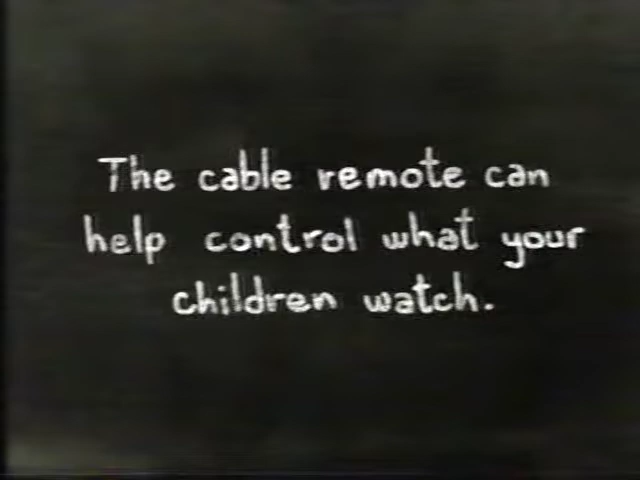 The cable remote can
help control what your
children watch.